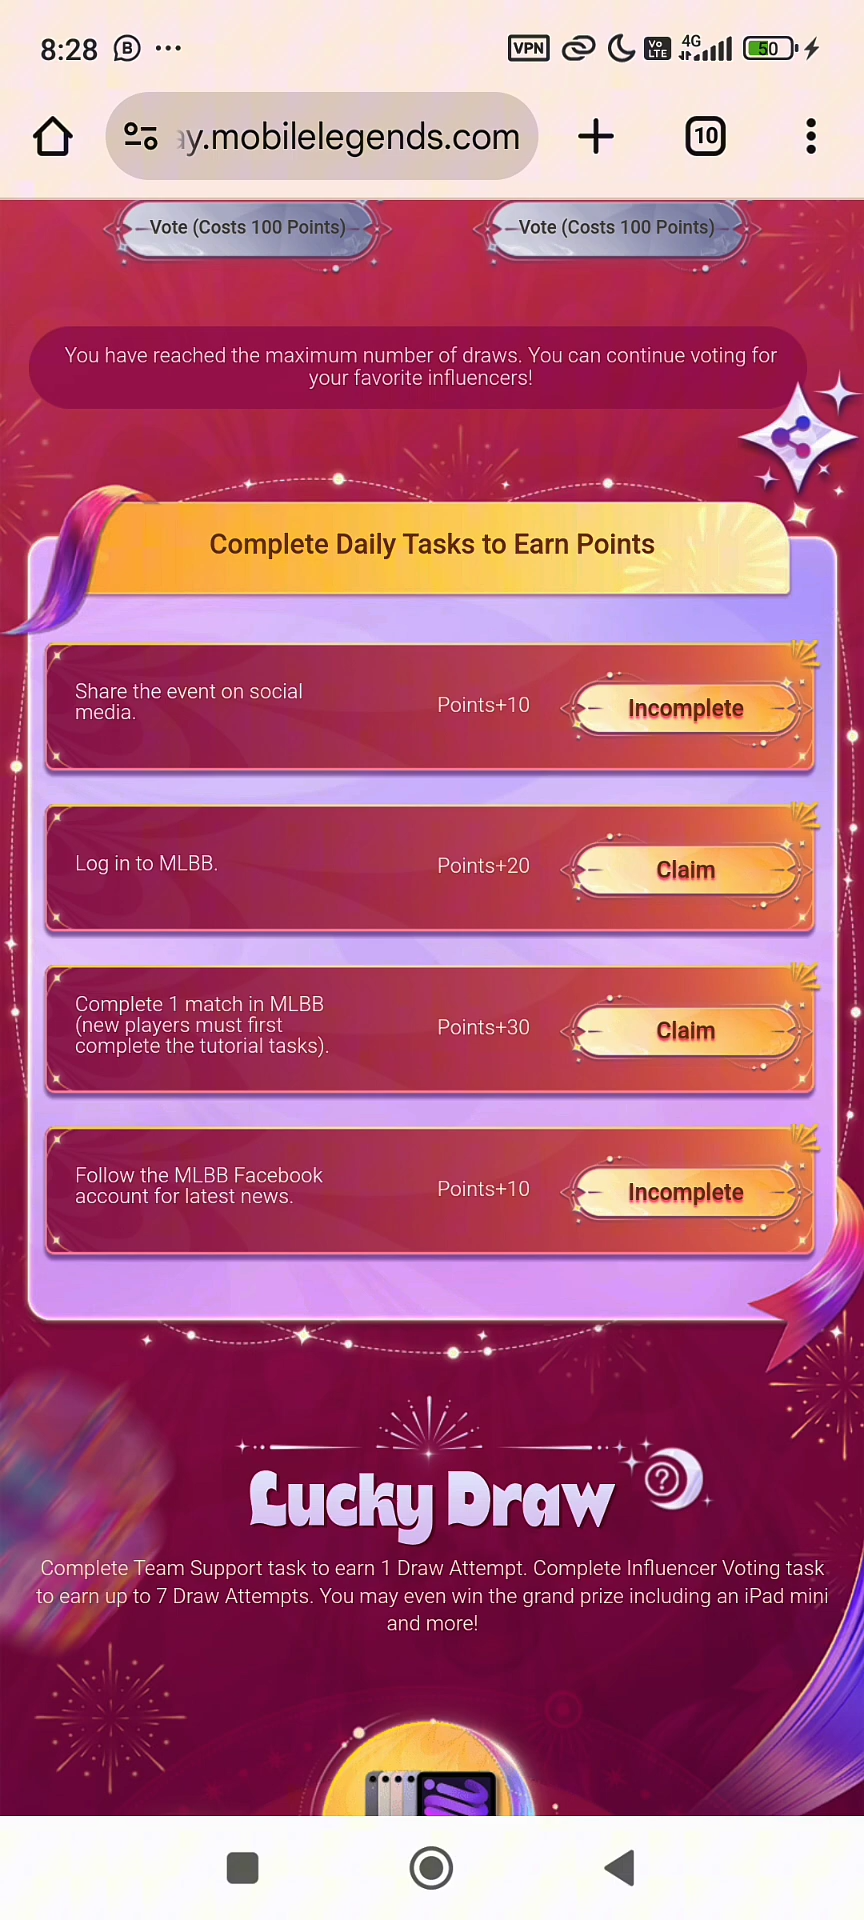 8:28
VPN
Vo LTE
4G
50
y.mobilelegends.com
10
Vote (Costs 100 Points)
Vote (Costs 100 Points)
You have reached the maximum number of draws. You can continue voting for
your favorite influencers!
Complete Daily Tasks to Earn Points
Share the event on social
media.
Points+10
Incomplete
Log in to MLBB.
Points+20
Claim
Complete 1 match in MLBB
(new players must first
complete the tutorial tasks).
Points+30
Claim
Follow the MLBB Facebook
account for latest news.
Points+10
Incomplete
Lucky Draw
Complete Team Support task to earn 1 Draw Attempt. Complete Influencer Voting task
to earn up to 7 Draw Attempts. You may even win the grand prize including an iPad mini
and more!